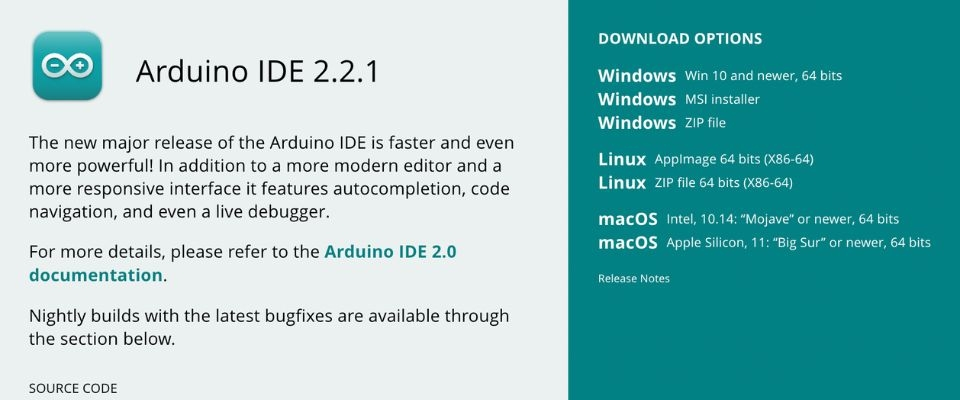 Arduino IDE 2.2.1
The new major release of the Arduino IDE is faster and even
more powerful! In addition to a more modern editor and a
more responsive interface it features autocompletion, code
navigation, and even a live debugger.
For more details, please refer to the Arduino IDE 2.0
documentation.
Nightly builds with the latest bugfixes are available through
the section below.
SOURCE CODE
DOWNLOAD OPTIONS
Windows Win 10 and newer, 64 bits
Windows MSI installer
Windows ZIP file
Linux AppImage 64 bits (X86-64)
Linux ZIP file 64 bits (X86-64)
macOS Intel, 10.14: “Mojave” or newer, 64 bits
macOS Apple Silicon, 11: “Big Sur” or newer, 64 bits
Release Notes